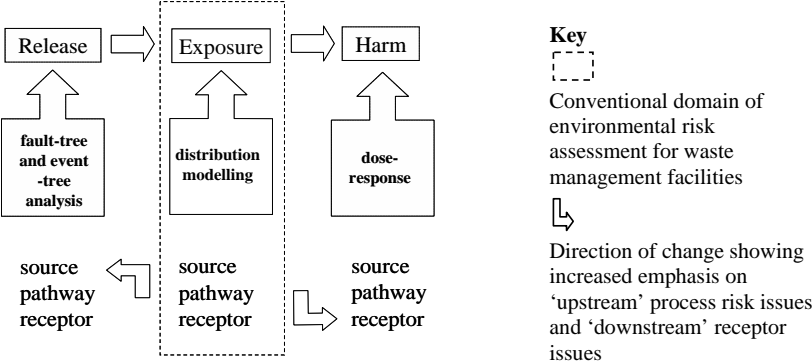 Release
Exposure
Harm
fault-tree
and event
-tree
analysis
distribution
modelling
dose-
response
source
pathway
receptor
source
pathway
receptor
source
pathway
receptor
Key
Conventional domain of
environmental risk
assessment for waste
management facilities
Direction of change showing
increased emphasis on
‘upstream’ process risk issues
and ‘downstream’ receptor
issues